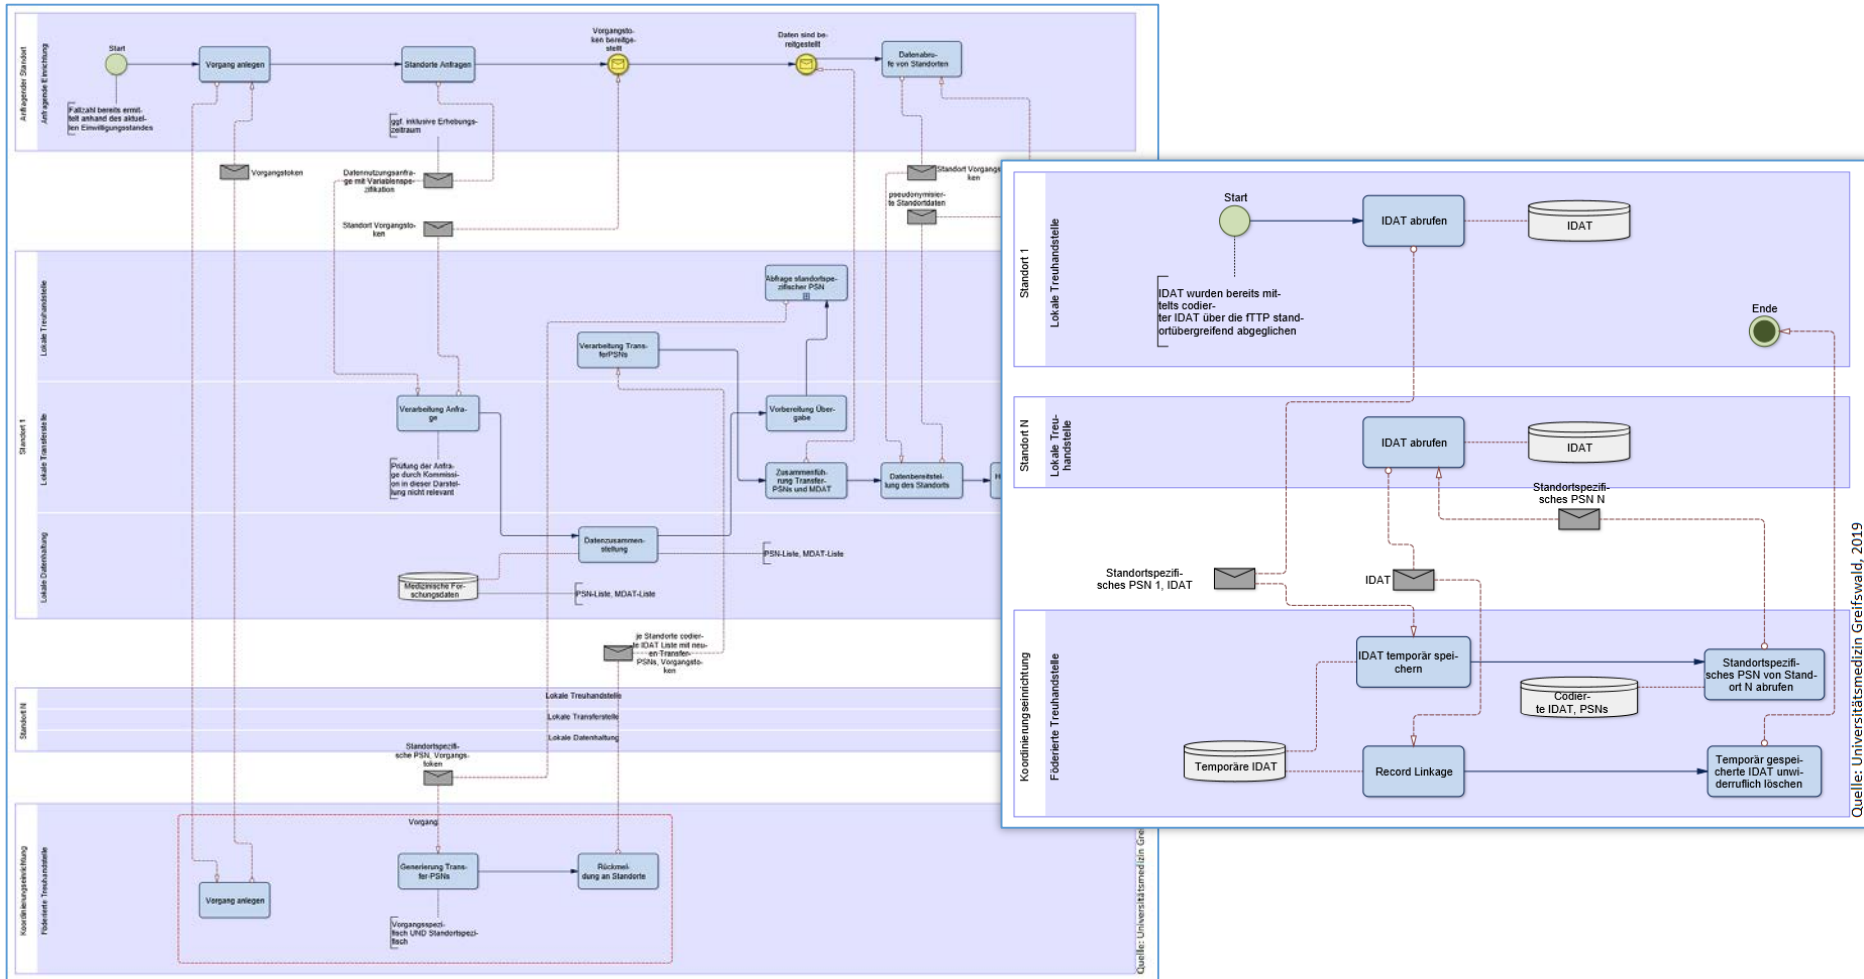 Anfragender Standort
Anfragende Einrichtung
Start
Fallzahl bereits ermit-
telt anhand des aktuel-
len Einwilligungsstandes
Vorgang anlegen
Standorte Anfragen
ggf. inklusive Erhebungs-
zeitraum
Vorgangsto-
ken bereitge-
stellt
Daten sind be-
reitgestellt
Datenabru-
fe von Standorten
Vorgangstoken
Datennutzungsanfra-
ge mit Variablenspe-
zifikation
Standort Vorgangsto-
ken
Standort Vorgangs
ken
pseudonymisier-
te Standortdaten
Standort 1
Lokale Treuhandstelle
Abfrage standortspe-
zifischer PSN
Verarbeitung Trans-
ferPSNs
Lokale Transferstelle
Verarbeitung Anfra-
ge
Prüfung der Anfra-
ge durch Kommissi-
on in dieser Darstel-
lung nicht relevant
Vorbereitung Über-
gabe
Zusammenfüh-
rung Transfer-
PSNs und MDAT
Datenbereitstel-
lung des Standorts
H
Lokale Datenhaltung
Datenzusammen-
stellung
PSN-Liste, MDAT-Liste
Medizinische For-
schungsdaten
PSN-Liste, MDAT-Liste
je Standorte codier-
te IDAT Liste mit neu-
en Transfer-
PSNs, Vorgangsto-
ken
Standort N
Lokale Treuhandstelle
Lokale Transferstelle
Lokale Datenhaltung
Standortspezifi-
sche PSN, Vorgangs-
token
Koordinierungseinrichtung
Föderierte Treuhandstelle
Vorgang
Vorgang anlegen
Generierung Trans-
fer-PSNs
Rückmel-
dung an Standorte
Vorgangsspezi-
fisch UND Standortspezi-
fisch
Quelle: Universitätsmedizin Gre
Standort 1
Lokale Treuhandstelle
Start
IDAT abrufen
IDAT
IDAT wurden bereits mit-
tels codier-
ter IDAT über die fTTP stand-
ortübergreifend abgeglichen
Ende
Standort N
Lokale Treu-
handstelle
IDAT abrufen
IDAT
Standortspezifi-
sches PSN N
Standortspezifi-
sches PSN 1, IDAT
IDAT
Koordinierungseinrichtung
Föderierte Treuhandstelle
IDAT temporär spei-
chern
Standortspezifi-
sches PSN von Stand-
ort N abrufen
Codier-
te IDAT, PSNs
Temporäre IDAT
Record Linkage
Temporär gespei-
cherte IDAT unwi-
derruflich löschen
Quelle: Universitätsmedizin Greifswald, 2019